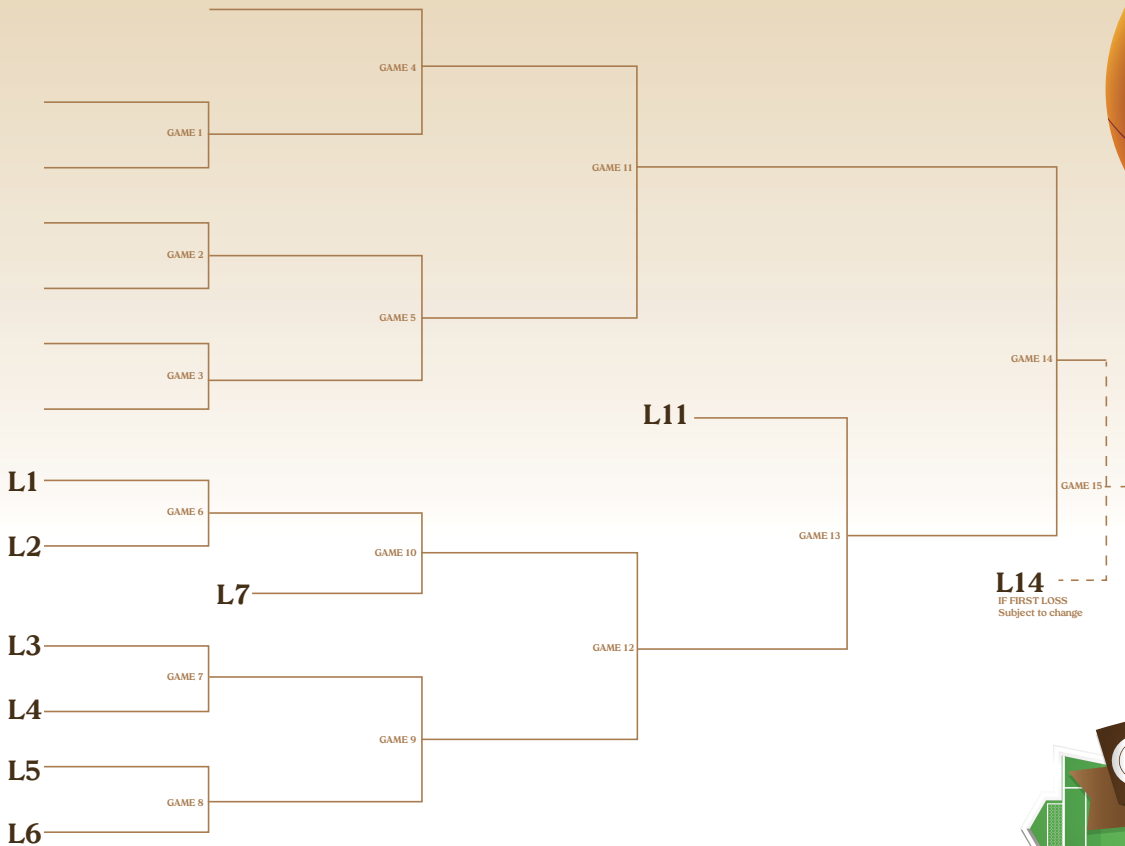 GAME 4
GAME 1
GAME 11
GAME 2
GAME 5
GAME 14
GAME 3
L11
L1
GAME 15
GAME 6
L2
GAME 13
GAME 10
L14
IF FIRST LOSS
Subject to change
L7
L3
GAME 12
GAME 7
L4
GAME 9
L5
GAME 8
L6